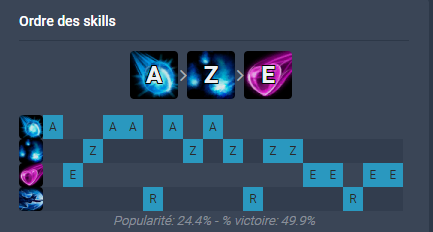 Ordre des skills
A > Z > E
A A A A A
Z Z Z Z Z
E E E E E
R R R
Popularité: 24.4% - % victoire: 49.9%